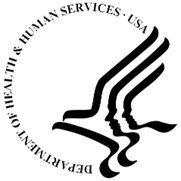 DEPARTMENT OF HEALTH & HUMAN SERVICES · USA